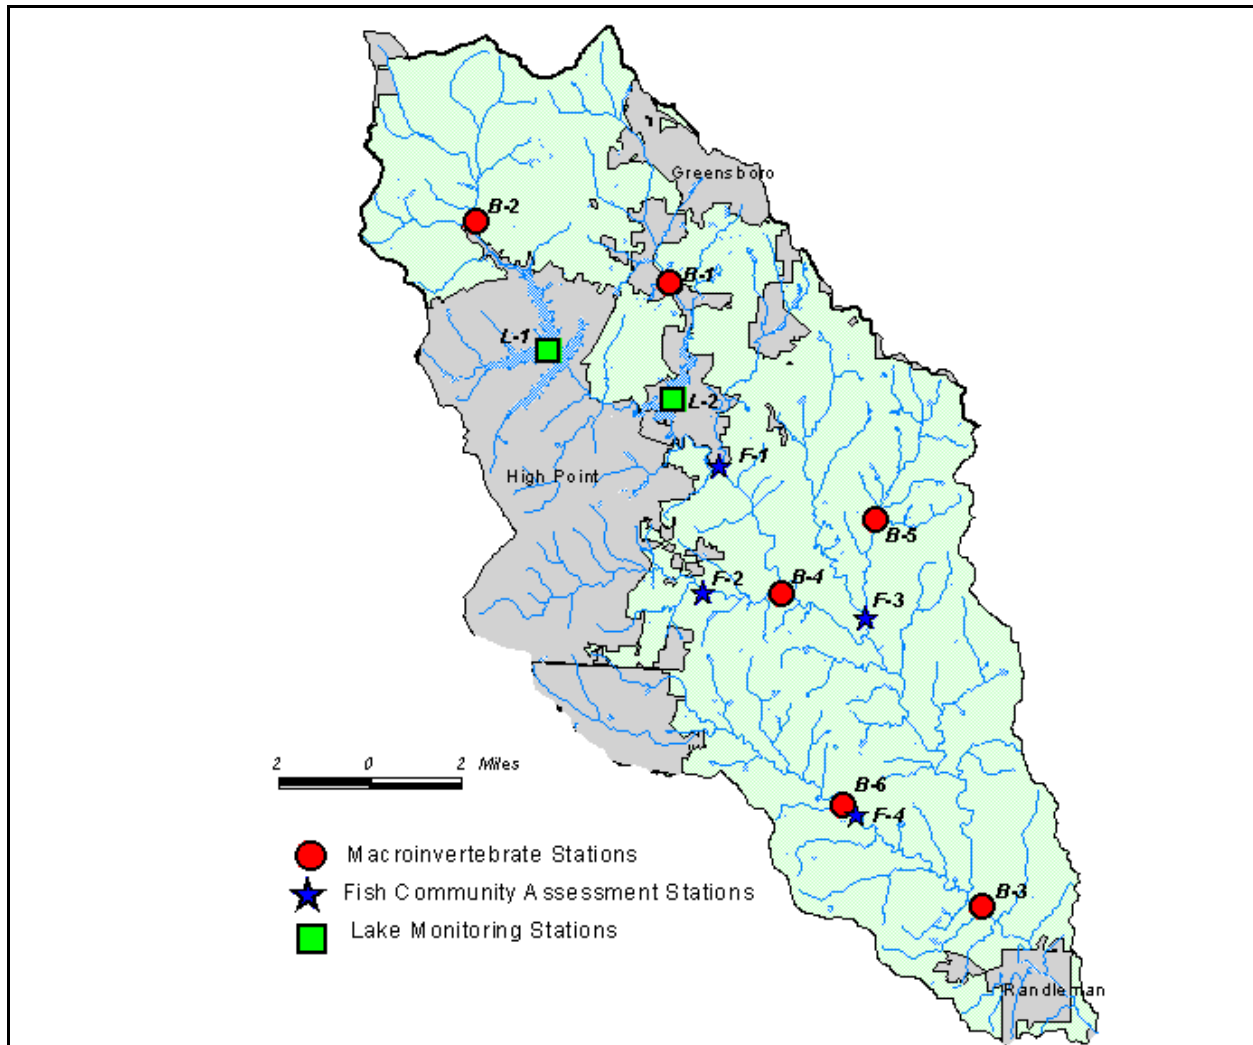 Greensboro
B-2
B-1
L-1
L-2
F-1
High Point
B-5
F-2
B-4
F-3
2 0 2 Miles
B-6
F-4
Macroinvertebrate Stations
Fish Community Assessment Stations
B-3
Lake Monitoring Stations
Randleman